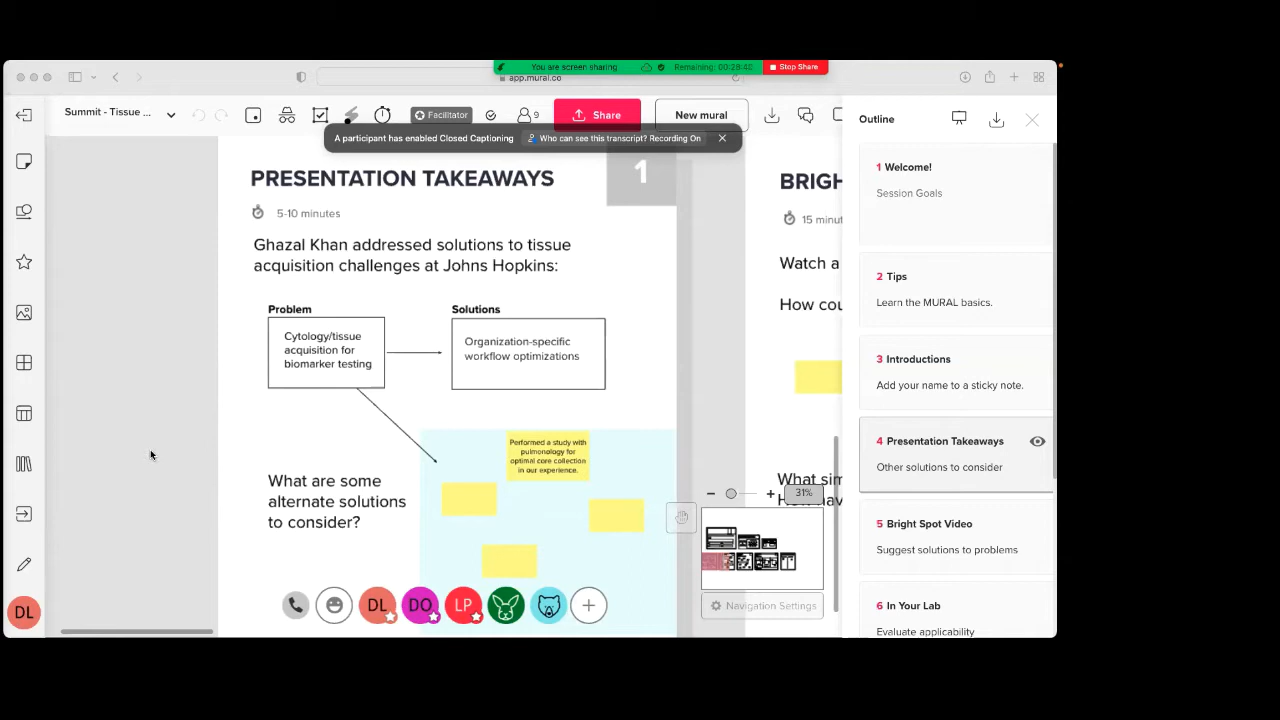 You are screen sharing
Remaining: 00:28:40
Stop Share
app.mural.co
Summit - Tissue ...
Facilitator
9
Share
New mural
A participant has enabled Closed Captioning
Who can see this transcript? Recording On
PRESENTATION TAKEAWAYS
1
5-10 minutes
Ghazal Khan addressed solutions to tissue
acquisition challenges at Johns Hopkins:
Problem
Cytology/tissue
acquisition for
biomarker testing
Solutions
Organization-specific
workflow optimizations
What are some
alternate solutions
to consider?
Performed a study with
pulmonology for
optimal core collection
in our experience.
BRIGH
15 minut
Watch a
How cou
What sim
31%
Navigation Settings
DL
DO
LP
DL
Outline
1 Welcome!
Session Goals
2 Tips
Learn the MURAL basics.
3 Introductions
Add your name to a sticky note.
4 Presentation Takeaways
Other solutions to consider
5 Bright Spot Video
Suggest solutions to problems
6 In Your Lab
Evaluate applicability